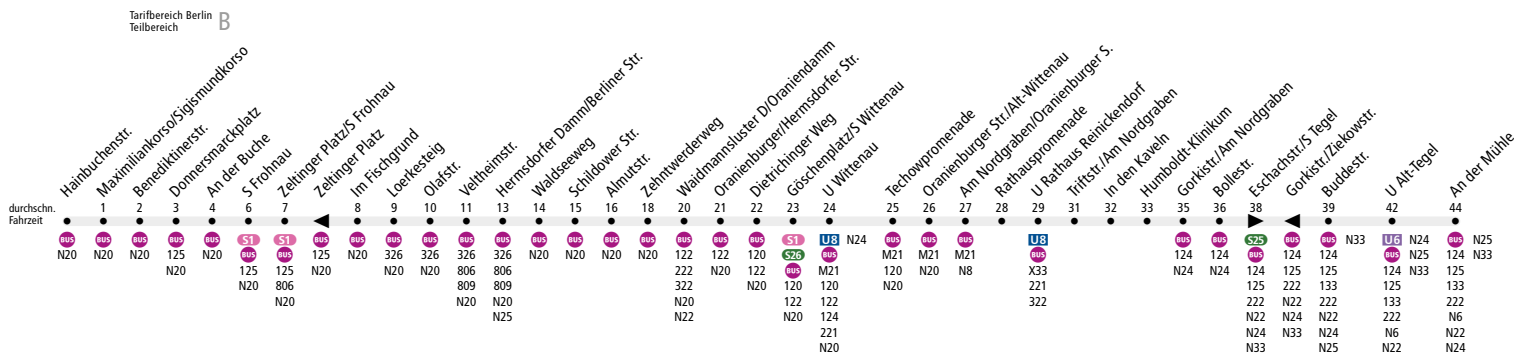 Tarifbereich Berlin
Teilbereich B
Hainbuchenstr.
Maximiliankorso/Sigismundkorso
Benediktinerstr.
Donnersmarckplatz
An der Buche
S Frohnau
Zeltinger Platz/S Frohnau
Zeltinger Platz
Im Fischgrund
Loerkesteig
Olafstr.
Veltheimstr.
Hermsdorfer Damm/Berliner Str.
Waldseeweg
Schildower Str.
Almutstr.
Zehntwerderweg
Waidmannsluster D/Oraniendamm
Oranienburger/Hermsdorfer Str.
Dietrichinger Weg
Göschenplatz/S Wittenau
U Wittenau
Techowpromenade
Oranienburger Str./Alt-Wittenau
Am Nordgraben/Oranienburger S.
Rathauspromenade
U Rathaus Reinickendorf
Triftstr./Am Nordgraben
In den Kaveln
Humboldt-Klinikum
Gorkistr./Am Nordgraben
Bollestr.
Eschachstr./S Tegel
Gorkistr./Ziekowstr.
Buddestr.
U Alt-Tegel
An der Mühle
durchschn. 1 2 3 4 6 7 8 9 10 11 13 14 15 16 18 20 21 22 23 24 25 26 27 28 29 31 32 33 35 36 38 39 42 44
Fahrzeit
BUS BUS BUS BUS BUS S1 S1 BUS BUS BUS BUS BUS BUS BUS BUS BUS BUS BUS BUS BUS S1 U8 N24 BUS BUS BUS U8 BUS BUS S25 BUS BUS N33 U6 N24 BUS N25
N20 N20 N20 125 N20 BUS BUS 125 N20 326 326 326 326 N20 N20 N20 N20 322 122 120 S26 BUS M21 M21 M21 BUS 124 124 BUS 124 124 BUS N25 124 N33
N20 125 125 N20 N20 N20 806 806 222 N20 122 BUS M21 120 N20 N8 X33 N24 N20 124 125 125 124 N33 125
N20 806 809 809 322 N20 120 120 N20 221 125 222 133 125 133
N20 N20 N20 N20 122 122 322 222 N22 222 133 222
N25 N22 N20 124 N22 N24 N22 222 N6
221 N24 N33 N24 N6 N22
N20 N33 N25 N22 N24